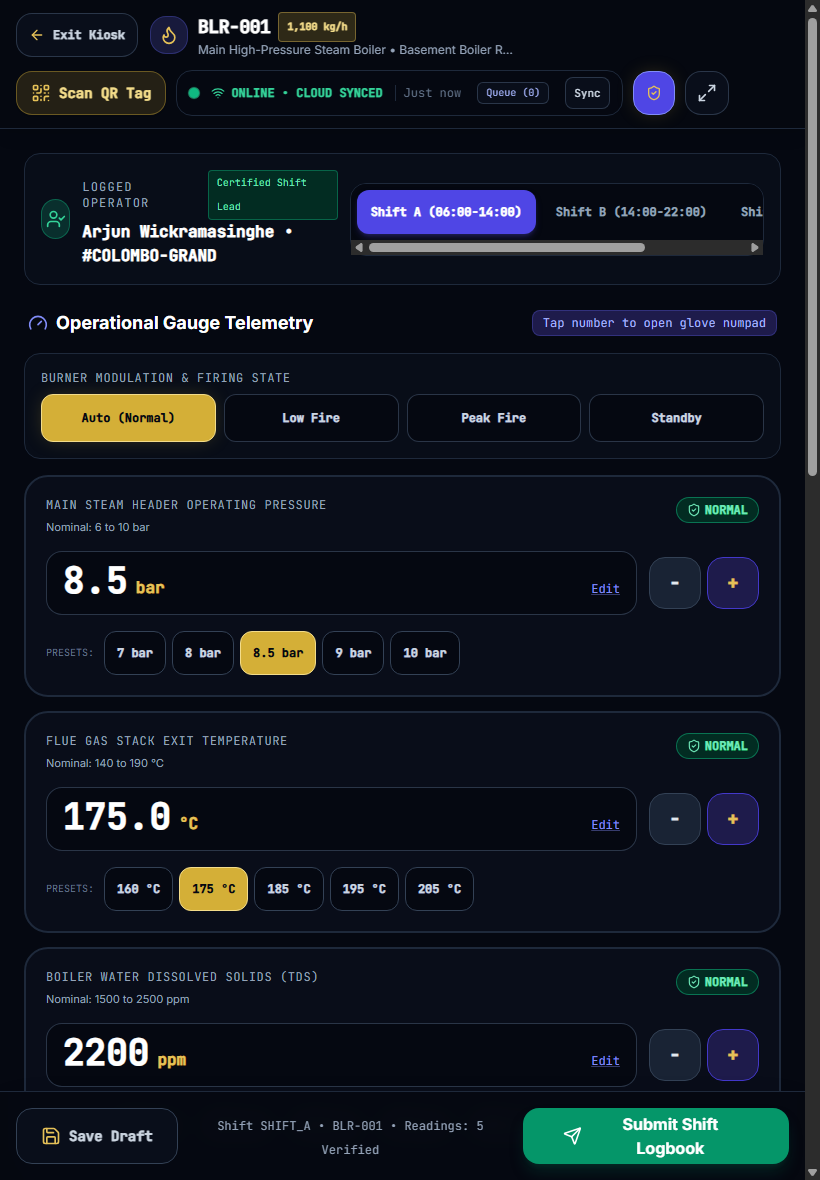 Exit Kiosk
BLR-001
1,100 kg/h
Main High-Pressure Steam Boiler • Basement Boiler R...
Scan QR Tag
ONLINE • CLOUD SYNCED
Just now
Queue (0)
Sync
LOGGED
OPERATOR
Certified Shift
Lead
Arjun Wickramasinghe •
#COLOMBO-GRAND
Shift A (06:00-14:00)
Shift B (14:00-22:00)
Shi
Operational Gauge Telemetry
Tap number to open glove numpad
BURNER MODULATION & FIRING STATE
Auto (Normal)
Low Fire
Peak Fire
Standby
MAIN STEAM HEADER OPERATING PRESSURE
NORMAL
Nominal: 6 to 10 bar
8.5 bar
Edit
-
+
PRESETS:
7 bar
8 bar
8.5 bar
9 bar
10 bar
FLUE GAS STACK EXIT TEMPERATURE
NORMAL
Nominal: 140 to 190 °C
175.0 °C
Edit
-
+
PRESETS:
160 °C
175 °C
185 °C
195 °C
205 °C
BOILER WATER DISSOLVED SOLIDS (TDS)
NORMAL
Nominal: 1500 to 2500 ppm
2200 ppm
Edit
-
+
Save Draft
Shift SHIFT_A • BLR-001 • Readings: 5
Verified
Submit Shift
Logbook